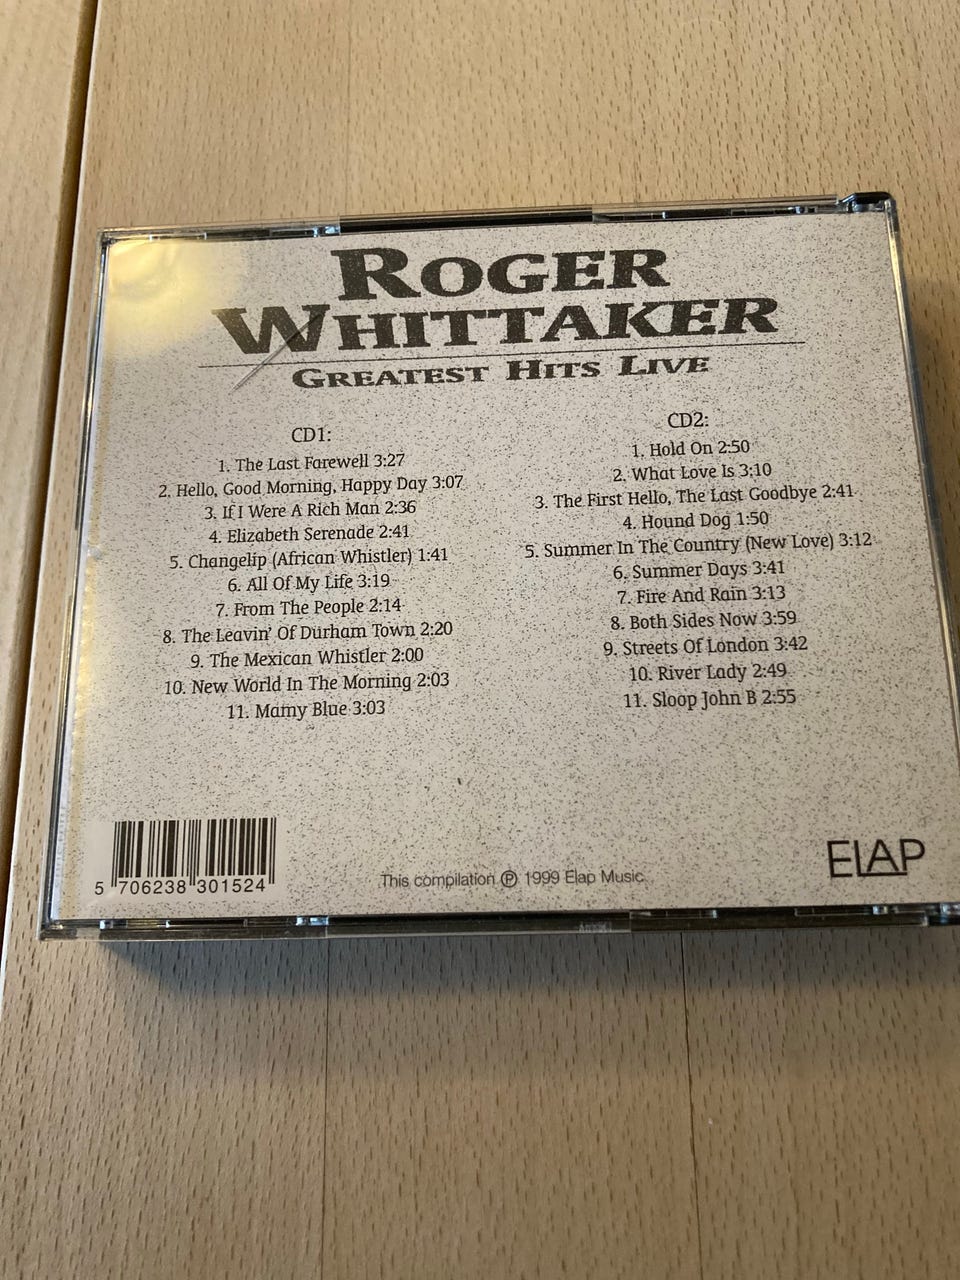 ROGER
WHITTAKER
GREATEST HITS LIVE
CD1:
1. The Last Farewell 3:27
2. Hello, Good Morning, Happy Day 3:07
3. If I Were A Rich Man 2:36
4. Elizabeth Serenade 2:41
5. Changelip (African Whistler) 1:41
6. All Of My Life 3:19
7. From The People 2:14
8. The Leavin' Of Durham Town 2:20
9. The Mexican Whistler 2:00
10. New World In The Morning 2:03
11. Mamy Blue 3:03
CD2:
1. Hold On 2:50
2. What Love Is 3:10
3. The First Hello, The Last Goodbye 2:41
4. Hound Dog 1:50
5. Summer In The Country (New Love) 3:12
6. Summer Days 3:41
7. Fire And Rain 3:13
8. Both Sides Now 3:59
9. Streets Of London 3:42
10. River Lady 2:49
11. Sloop John B 2:55
5 706238 301524
This compilation ℗ 1999 Elap Music.
ELAP